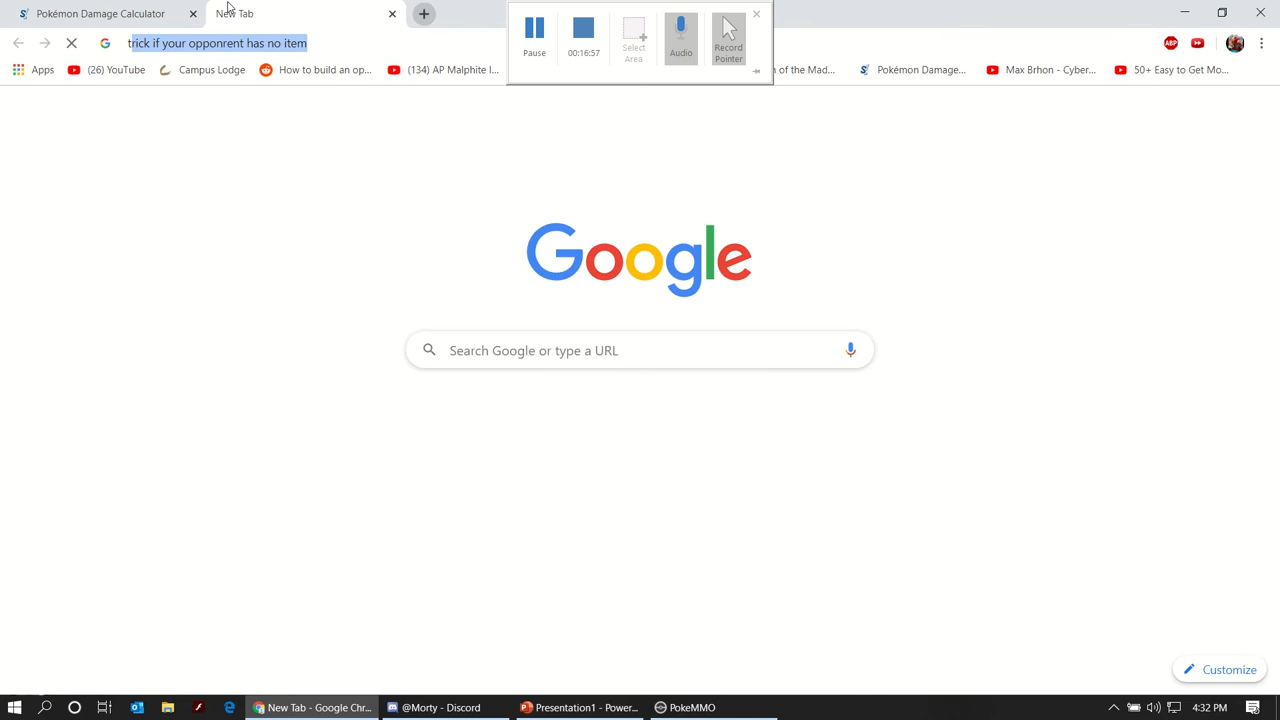 Pokémon Damage Calculator
New Tab
trick if your opponrent has no item
Pause
00:16:57
Select Area
Audio
Record Pointer
Apps
(26) YouTube
Campus Lodge
How to build an op...
(134) AP Malphite I...
n of the Mad...
Pokémon Damage...
Max Brhon - Cyber...
50+ Easy to Get Mo...
ABP
Google
Search Google or type a URL
Customize
New Tab - Google Chr...
@Morty - Discord
Presentation1 - Power...
PokeMMO
4:32 PM